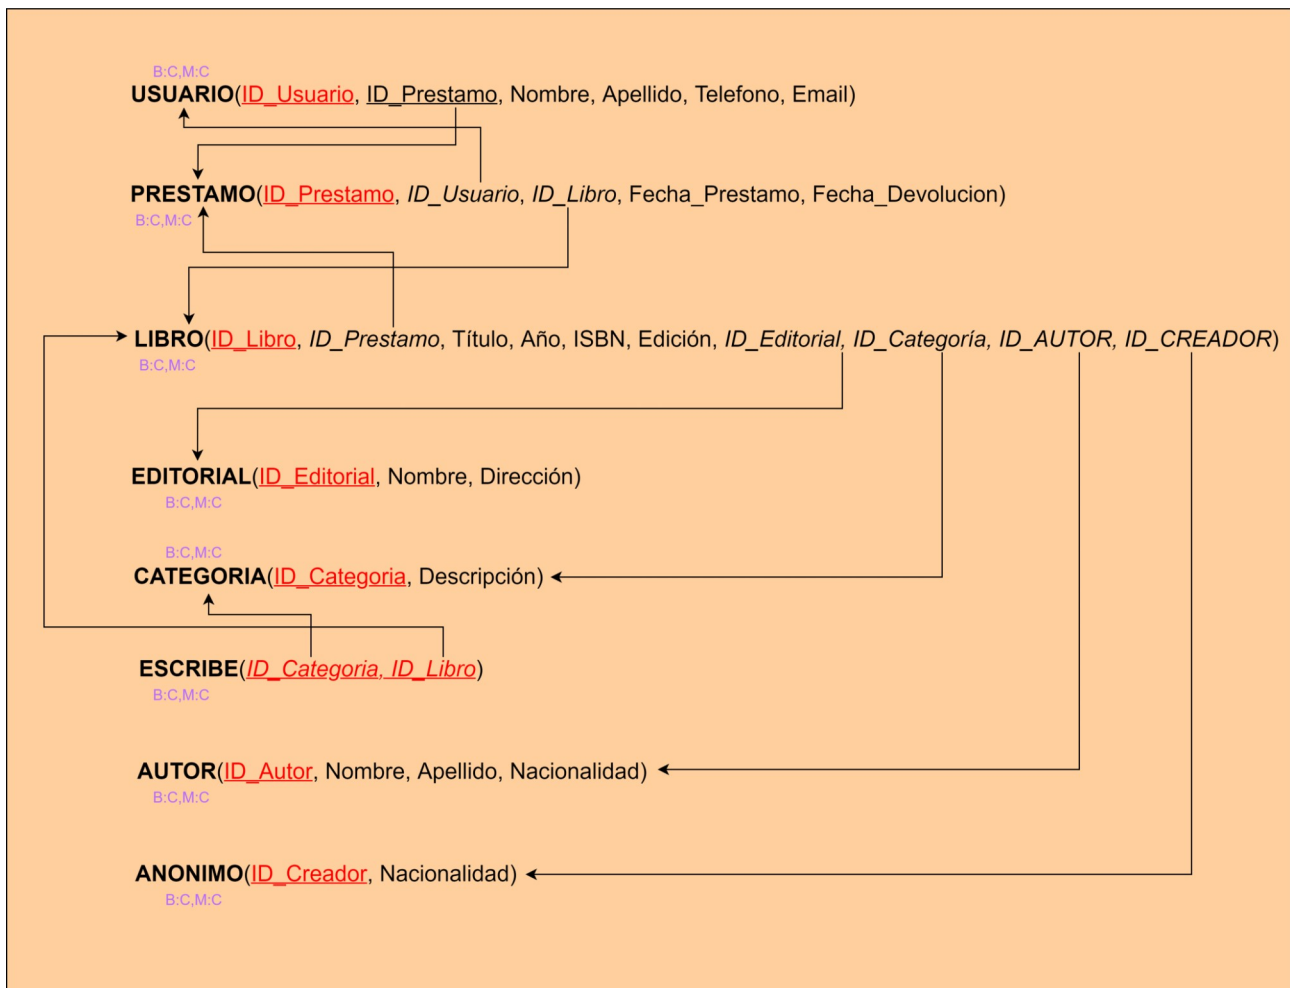 B:C,M:C
USUARIO(ID_Usuario, ID_Prestamo, Nombre, Apellido, Telefono, Email)
PRESTAMO(ID_Prestamo, ID_Usuario, ID_Libro, Fecha_Prestamo, Fecha_Devolucion)
B:C,M:C
LIBRO(ID_Libro, ID_Prestamo, Título, Año, ISBN, Edición, ID_Editorial, ID_Categoría, ID_AUTOR, ID_CREADOR)
B:C,M:C
EDITORIAL(ID_Editorial, Nombre, Dirección)
B:C,M:C
B:C,M:C
CATEGORIA(ID_Categoria, Descripción)
ESCRIBE(ID_Categoria, ID_Libro)
B:C,M:C
AUTOR(ID_Autor, Nombre, Apellido, Nacionalidad)
B:C,M:C
ANONIMO(ID_Creador, Nacionalidad)
B:C,M:C